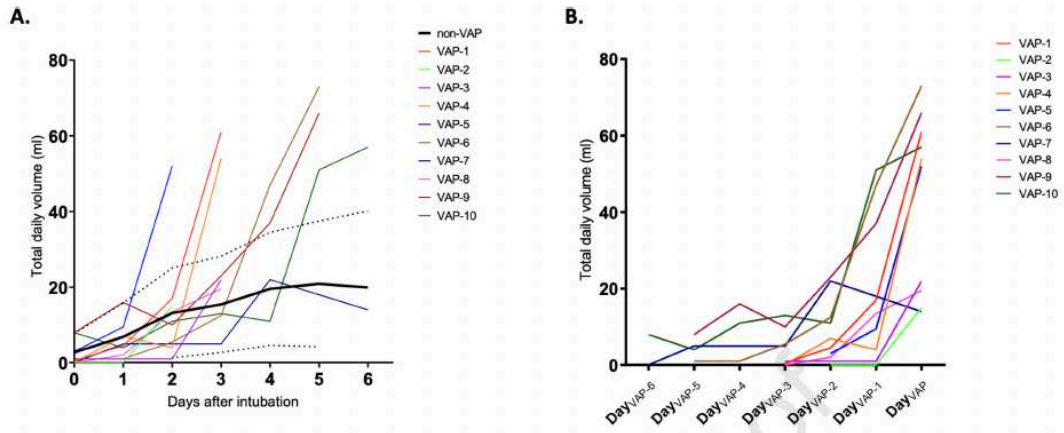 A.
non-VAP
VAP-1
VAP-2
VAP-3
VAP-4
VAP-5
VAP-6
VAP-7
VAP-8
VAP-9
VAP-10
Total daily volume (ml)
80
60
40
20
0
0 1 2 3 4 5 6
Days after intubation
B.
VAP-1
VAP-2
VAP-3
VAP-4
VAP-5
VAP-6
VAP-7
VAP-8
VAP-9
VAP-10
Total daily volume (ml)
80
60
40
20
0
DayVAP-6 DayVAP-5 DayVAP-4 DayVAP-3 DayVAP-2 DayVAP-1 DayVAP